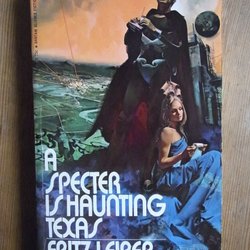 A
SPECTER
IS HAUNTING
TEXAS
FRITZ LEIBER